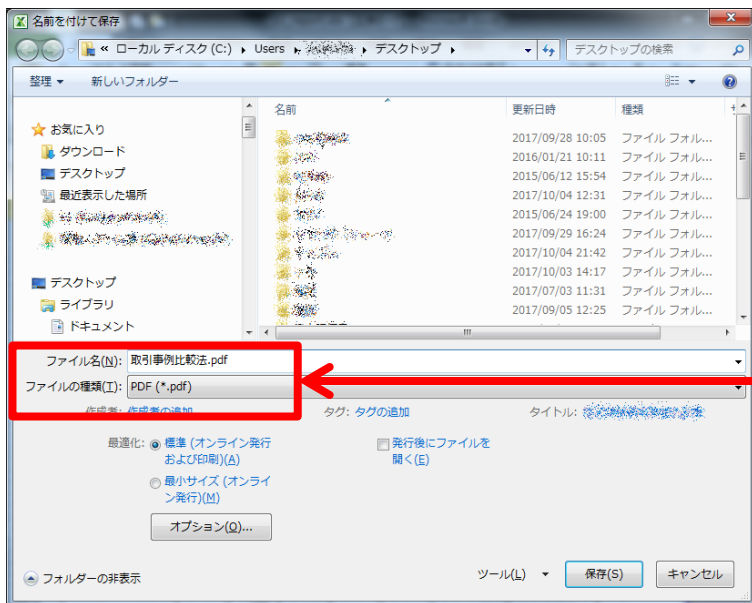 名前を付けて保存
« ローカル ディスク (C:) ▸ Users ▸ デスクトップ ▸
デスクトップの検索
整理 ▼ 新しいフォルダー
名前 更新日時 種類
お気に入り
ダウンロード
デスクトップ
最近表示した場所
デスクトップ
ライブラリ
ドキュメント
2017/09/28 10:05 ファイル フォル...
2016/01/21 10:11 ファイル フォル...
2015/06/12 15:54 ファイル フォル...
2017/10/04 12:31 ファイル フォル...
2015/06/24 19:00 ファイル フォル...
2017/09/29 16:24 ファイル フォル...
2017/10/04 21:42 ファイル フォル...
2017/10/03 14:17 ファイル フォル...
2017/07/03 11:31 ファイル フォル...
2017/09/05 12:25 ファイル フォル...
ファイル名(N): 取引事例比較法.pdf
ファイルの種類(T): PDF (*.pdf)
作成者: 作成者の追加 タグ: タグの追加 タイトル:
最適化: 標準 (オンライン発行
および印刷)(A)
最小サイズ (オンライ
ン発行)(M)
発行後にファイルを
開く(E)
オプション(O)...
フォルダーの非表示
ツール(L) ▼ 保存(S) キャンセル